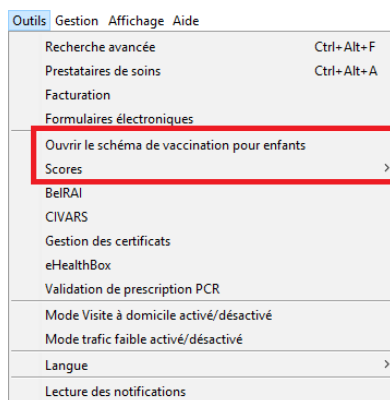 Outils Gestion Affichage Aide
Recherche avancée Ctrl+Alt+F
Prestataires de soins Ctrl+Alt+A
Facturation
Formulaires électroniques
Ouvrir le schéma de vaccination pour enfants
Scores
BelRAI
CIVARS
Gestion des certificats
eHealthBox
Validation de prescription PCR
Mode Visite à domicile activé/désactivé
Mode trafic faible activé/désactivé
Langue
Lecture des notifications